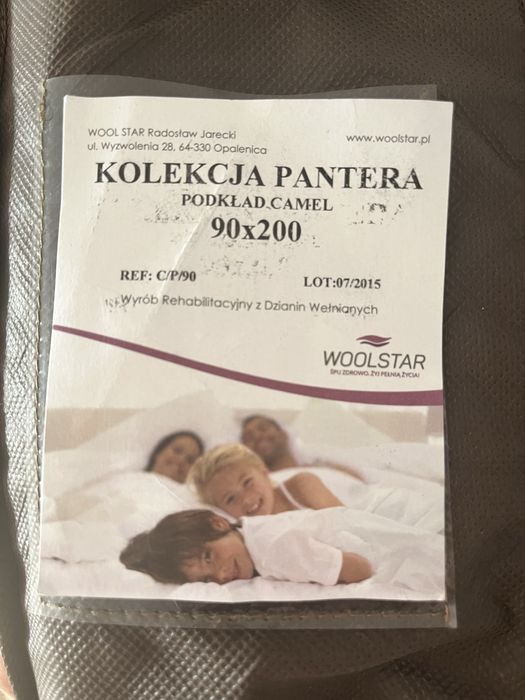 WOOL STAR Radosław Jarecki
ul. Wyzwolenia 28, 64-330 Opalenica
www.woolstar.pl
KOLEKCJA PANTERA
PODKŁAD CAMEL
90x200
REF: C/P/90
LOT:07/2015
Wyrób Rehabilitacyjny z Dzianin Wełnianych
WOOLSTAR
ŚPIJ ZDROWO. ŻYJ PEŁNIĄ ŻYCIA!